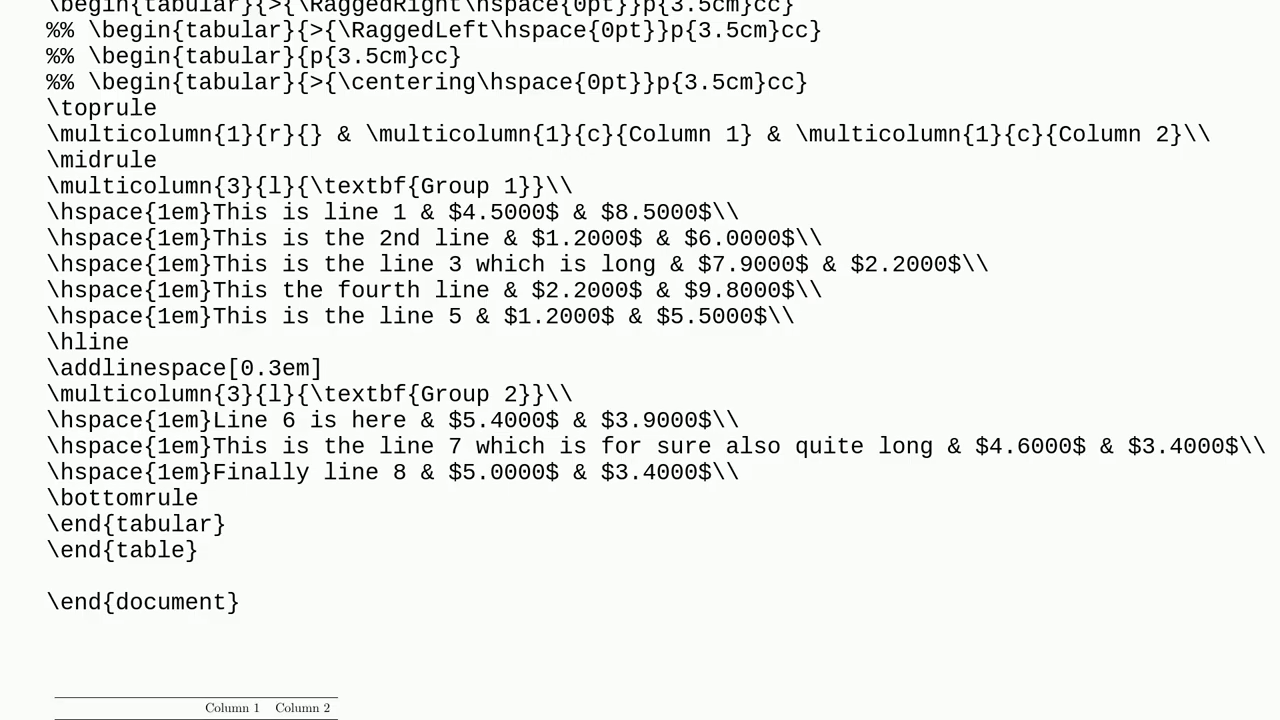 \begin{tabular}{>{\RaggedRight\hspace{0pt}}p{3.5cm}cc}
%% \begin{tabular}{>{\RaggedLeft\hspace{0pt}}p{3.5cm}cc}
%% \begin{tabular}{p{3.5cm}cc}
%% \begin{tabular}{>{\centering\hspace{0pt}}p{3.5cm}cc}
\toprule
\multicolumn{1}{r}{} & \multicolumn{1}{c}{Column 1} & \multicolumn{1}{c}{Column 2}\\
\midrule
\multicolumn{3}{l}{\textbf{Group 1}}\\
\hspace{1em}This is line 1 & $4.5000$ & $8.5000$\\
\hspace{1em}This is the 2nd line & $1.2000$ & $6.0000$\\
\hspace{1em}This is the line 3 which is long & $7.9000$ & $2.2000$\\
\hspace{1em}This the fourth line & $2.2000$ & $9.8000$\\
\hspace{1em}This is the line 5 & $1.2000$ & $5.5000$\\
\hline
\addlinespace[0.3em]
\multicolumn{3}{l}{\textbf{Group 2}}\\
\hspace{1em}Line 6 is here & $5.4000$ & $3.9000$\\
\hspace{1em}This is the line 7 which is for sure also quite long & $4.6000$ & $3.4000$\\
\hspace{1em}Finally line 8 & $5.0000$ & $3.4000$\\
\bottomrule
\end{tabular}
\end{table}
\end{document}
Column 1 Column 2